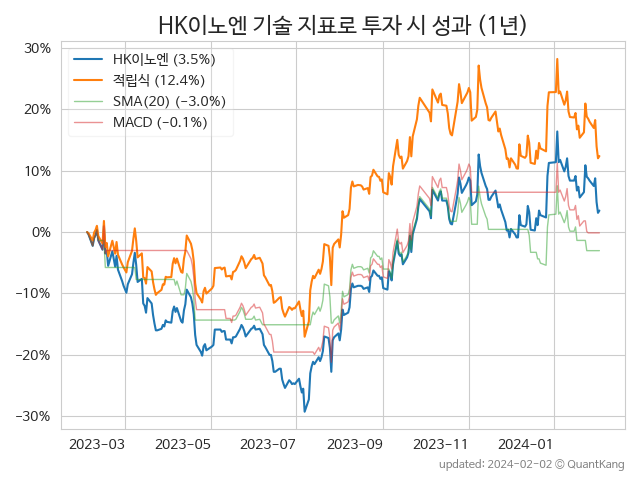 HK이노엔 기술 지표로 투자 시 성과 (1년)
30%
20%
10%
0%
−10%
−20%
−30%
HK이노엔 (3.5%)
적립식 (12.4%)
SMA(20) (−3.0%)
MACD (−0.1%)
2023-03
2023-05
2023-07
2023-09
2023-11
2024-01
updated: 2024-02-02 © QuantKang